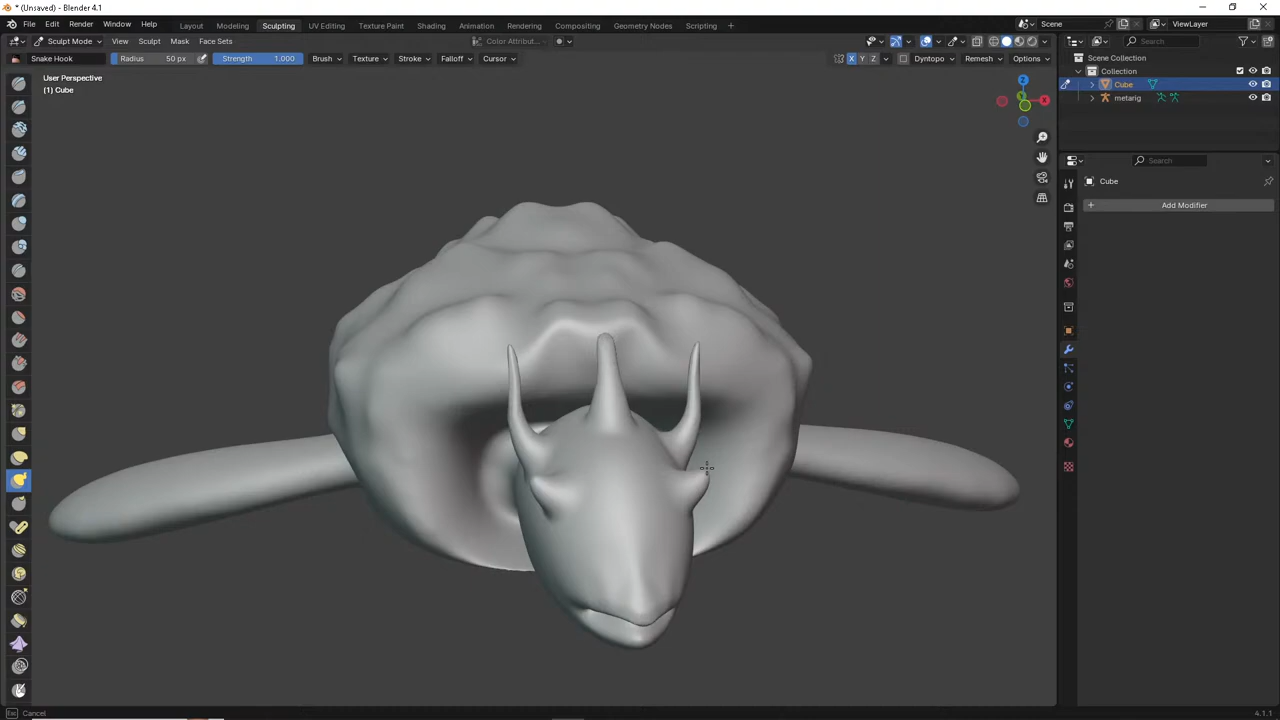 * (Unsaved) - Blender 4.1
File Edit Render Window Help Layout Modeling Sculpting UV Editing Texture Paint Shading Animation Rendering Compositing Geometry Nodes Scripting + Scene ViewLayer
Sculpt Mode View Sculpt Mask Face Sets Color Attribut... Search
Snake Hook Radius 50 px Strength 1.000 Brush Texture Stroke Falloff Cursor X Y Z Dyntopo Remesh Options
Scene Collection
Collection
Cube
metarig
User Perspective
(1) Cube
Z
X
Y
Search
Cube
+ Add Modifier
Cancel
4.1.1